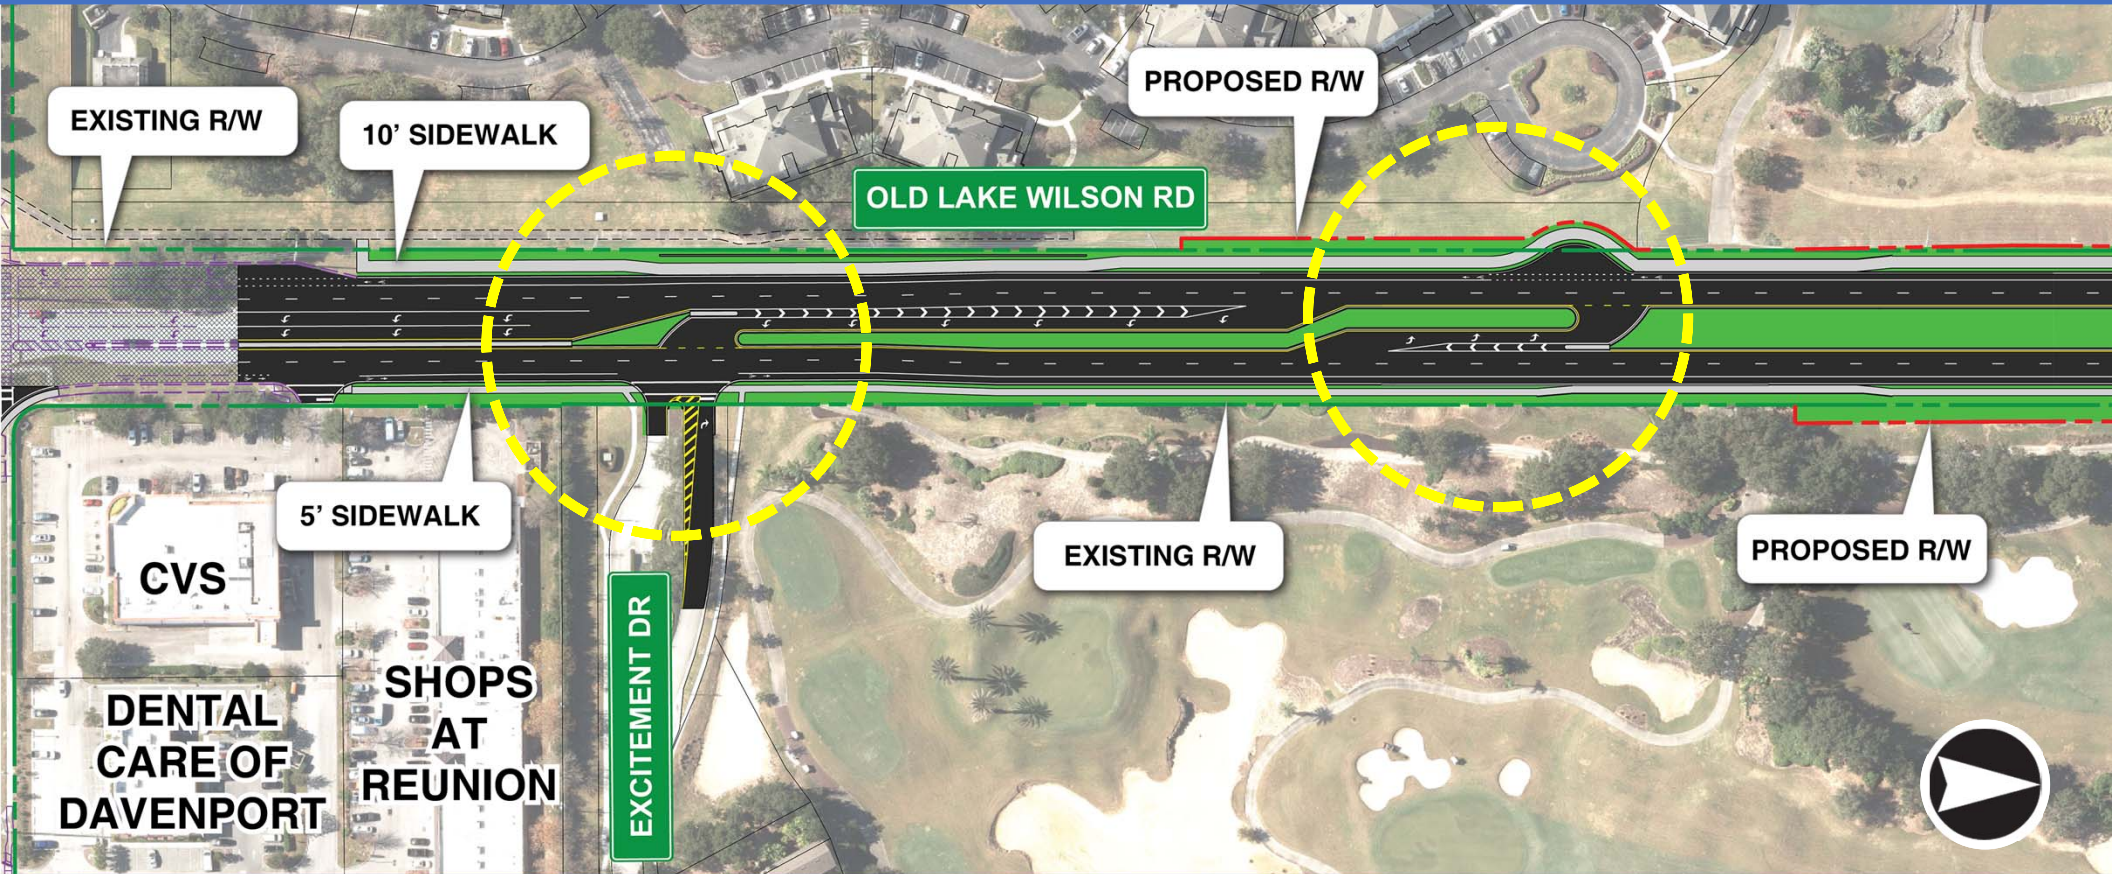 PROPOSED R/W
EXISTING R/W
10’ SIDEWALK
OLD LAKE WILSON RD
5’ SIDEWALK
EXISTING R/W
PROPOSED R/W
CVS
EXCITEMENT DR
SHOPS
AT
REUNION
DENTAL
CARE OF
DAVENPORT